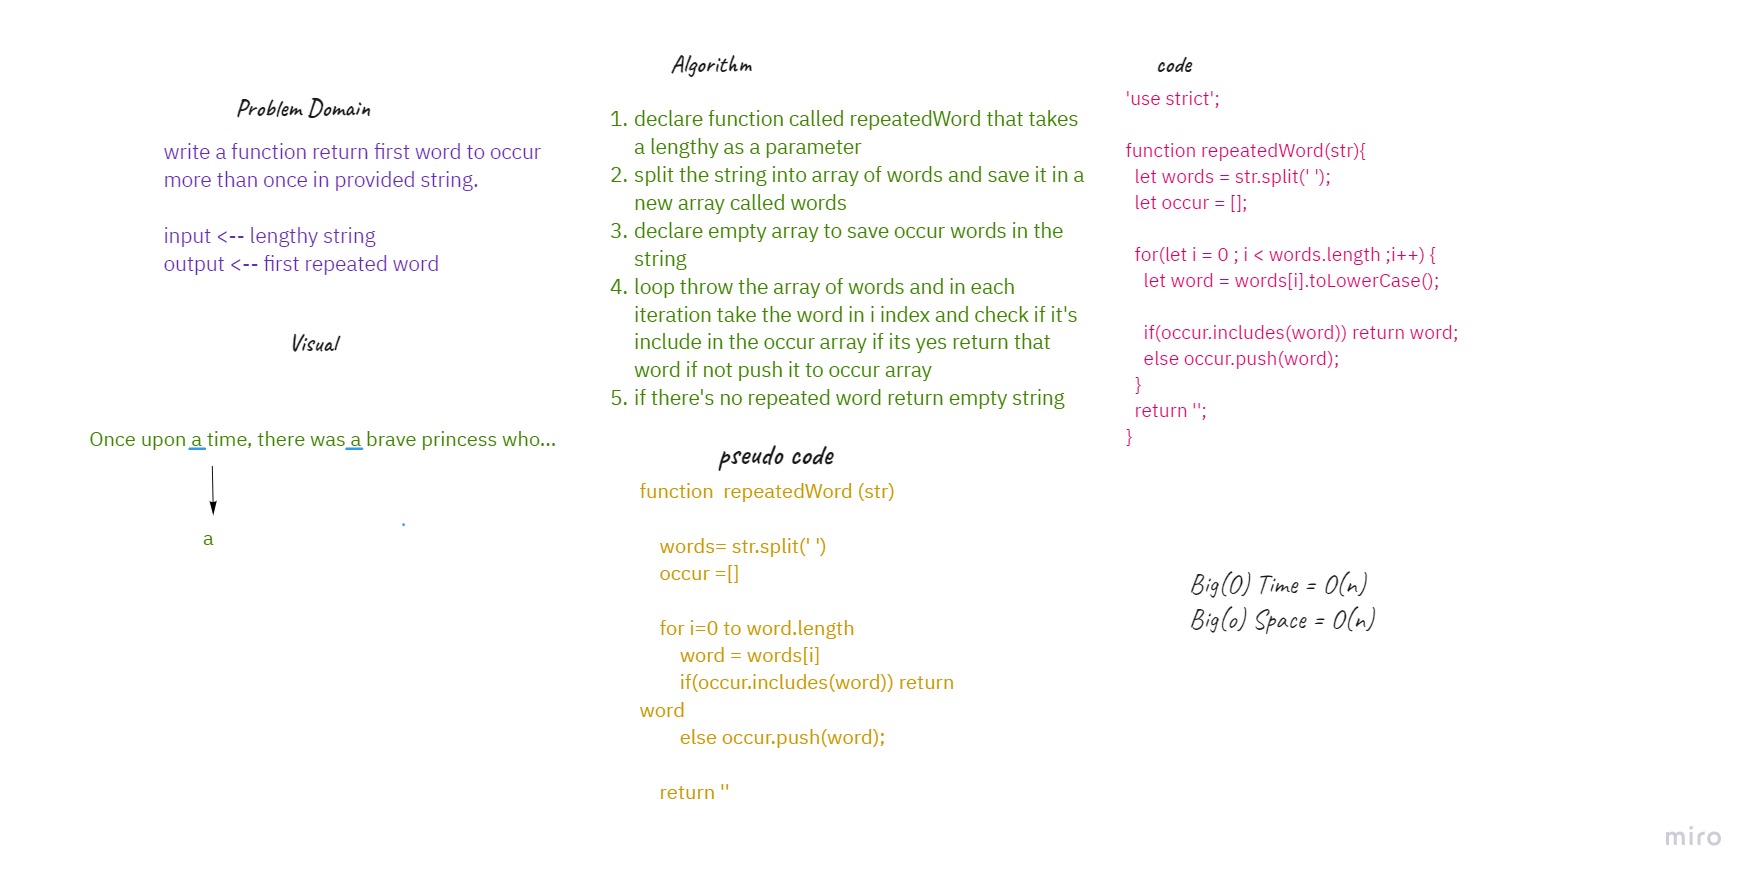 Problem Domain
write a function return first word to occur
more than once in provided string.
input <-- lengthy string
output <-- first repeated word
Visual
Once upon a time, there was a brave princess who...
a
Algorithm
1. declare function called repeatedWord that takes
a lengthy as a parameter
2. split the string into array of words and save it in a
new array called words
3. declare empty array to save occur words in the
string
4. loop throw the array of words and in each
iteration take the word in i index and check if it's
include in the occur array if its yes return that
word if not push it to occur array
5. if there's no repeated word return empty string
pseudo code
function  repeatedWord (str)
words= str.split(' ')
occur =[]
for i=0 to word.length
word = words[i]
if(occur.includes(word)) return
word
else occur.push(word);
return ''
code
'use strict';
function repeatedWord(str){
let words = str.split(' ');
let occur = [];
for(let i = 0 ; i < words.length ;i++) {
let word = words[i].toLowerCase();
if(occur.includes(word)) return word;
else occur.push(word);
}
return '';
}
Big(O) Time = O(n)
Big(o) Space = O(n)
miro